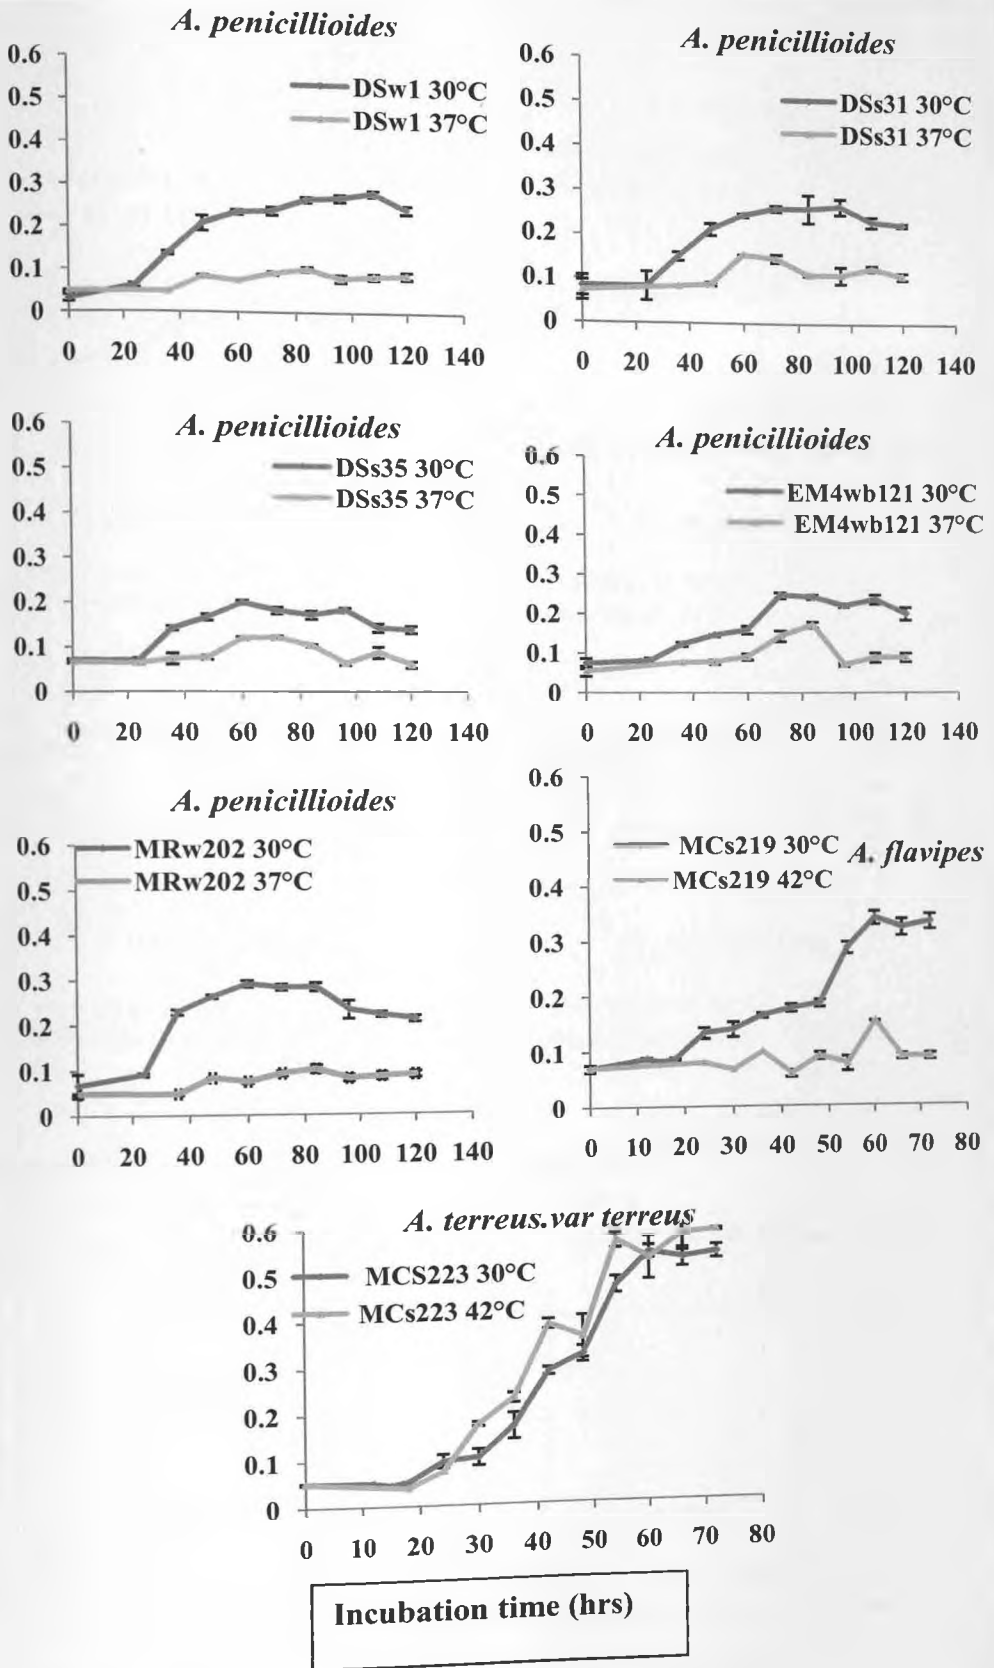 A. penicillioides
0.6
0.5
0.4
0.3
0.2
0.1
0
DSw1 30°C
DSw1 37°C
0 20 40 60 80 100 120 140
A. penicillioides
0.6
0.5
0.4
0.3
0.2
0.1
0
DSs31 30°C
DSs31 37°C
0 20 40 60 80 100 120 140
A. penicillioides
0.6
0.5
0.4
0.3
0.2
0.1
0
DSs35 30°C
DSs35 37°C
0 20 40 60 80 100 120 140
A. penicillioides
0.6
0.5
0.4
0.3
0.2
0.1
0
EM4wb121 30°C
EM4wb121 37°C
0 20 40 60 80 100 120 140
A. penicillioides
0.6
0.5
0.4
0.3
0.2
0.1
0
MRw202 30°C
MRw202 37°C
0 20 40 60 80 100 120 140
0.6
0.5
0.4
0.3
0.2
0.1
0
MCs219 30°C
A. flavipes
MCs219 42°C
0 10 20 30 40 50 60 70 80
A. terreus.var terreus
0.6
0.5
0.4
0.3
0.2
0.1
0
MCS223 30°C
MCs223 42°C
0 10 20 30 40 50 60 70 80
Incubation time (hrs)